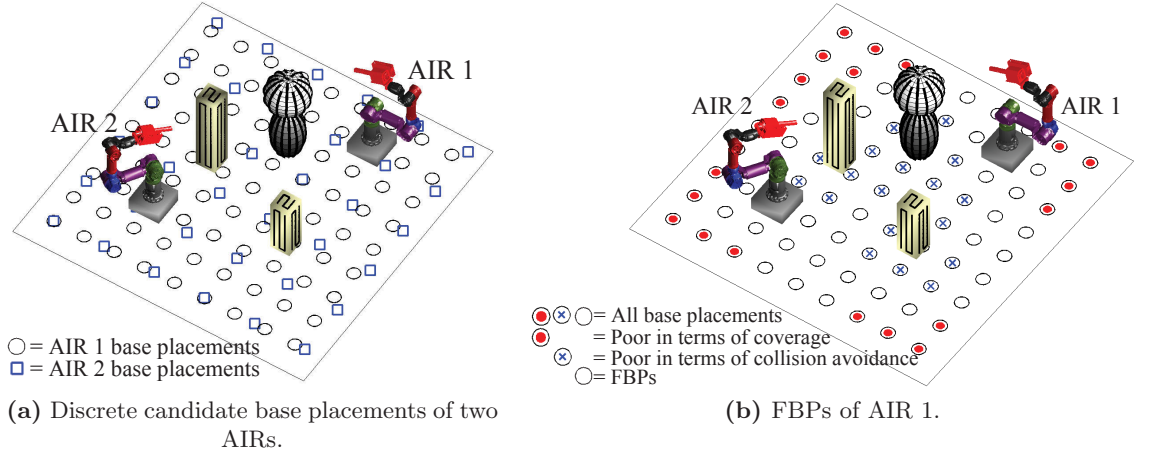 AIR 1
AIR 2
= AIR 1 base placements
= AIR 2 base placements
(a) Discrete candidate base placements of two
AIRs.
AIR 2
AIR 1
= All base placements
= Poor in terms of coverage
= Poor in terms of collision avoidance
= FBPs
(b) FBPs of AIR 1.